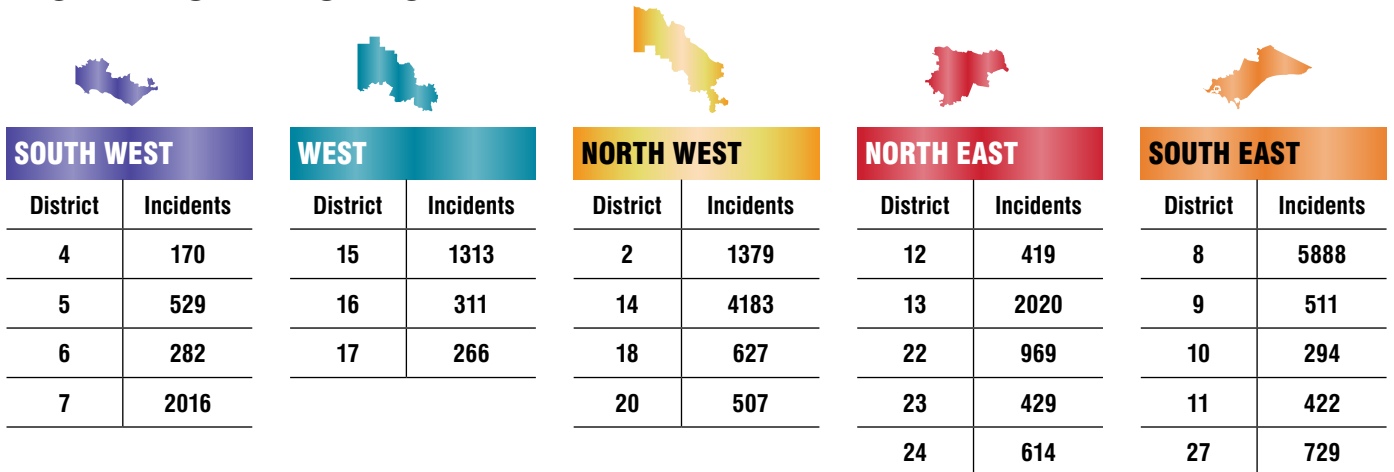 SOUTH WEST
District Incidents
4 170
5 529
6 282
7 2016
WEST
District Incidents
15 1313
16 311
17 266
NORTH WEST
District Incidents
2 1379
14 4183
18 627
20 507
NORTH EAST
District Incidents
12 419
13 2020
22 969
23 429
24 614
SOUTH EAST
District Incidents
8 5888
9 511
10 294
11 422
27 729